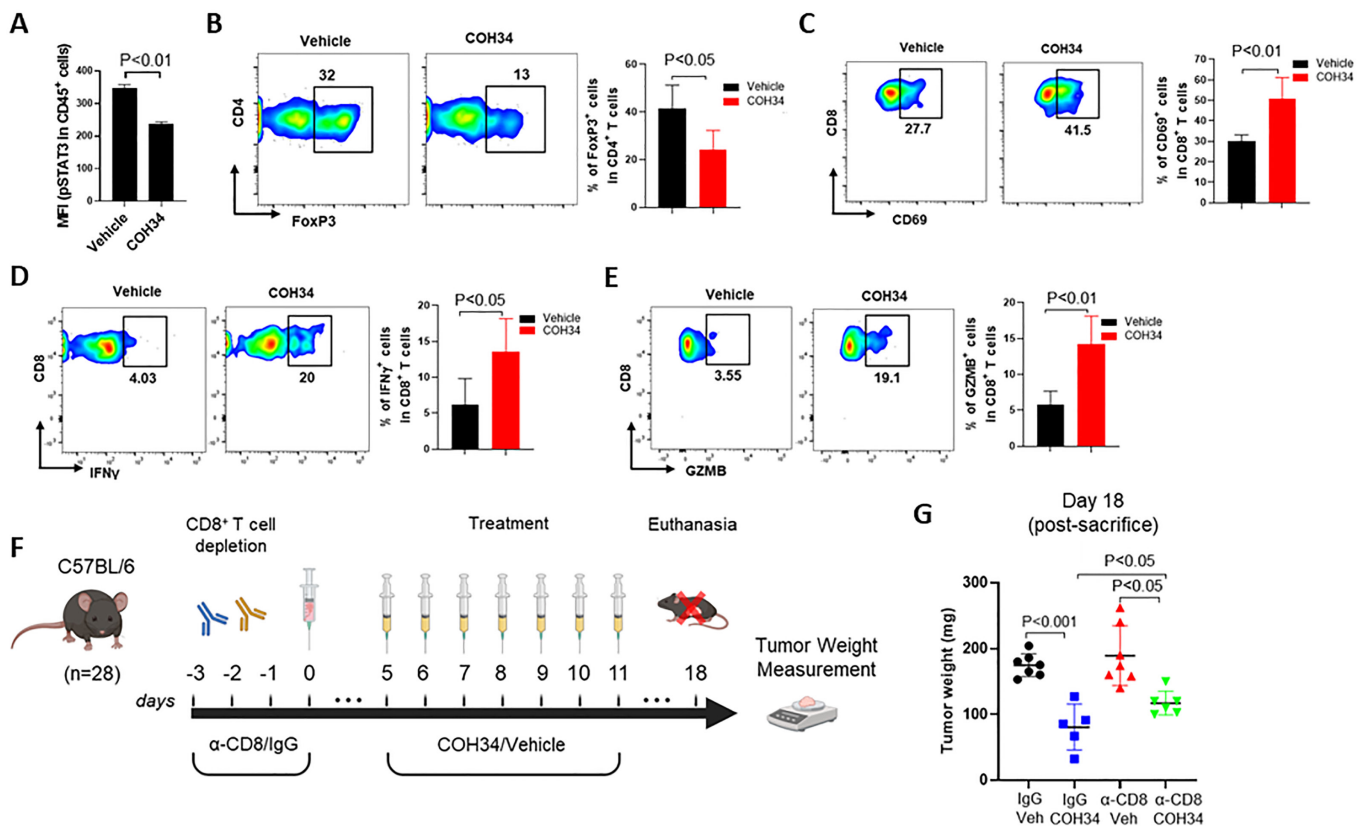 A
MFI (pSTAT3 In CD45⁺ cells)
P<0.01
400
300
200
100
0
Vehicle
COH34
B
Vehicle
COH34
32
13
CD4
FoxP3
% of FoxP3⁺ cells
In CD4⁺ T cells
P<0.05
60
40
20
0
Vehicle
COH34
C
Vehicle
COH34
27.7
41.5
CD8
CD69
% of CD69⁺ cells
in CD8⁺ T cells
P<0.01
70
60
50
40
30
20
10
0
Vehicle
COH34
D
Vehicle
COH34
4.03
20
CD8
IFNγ
% of IFNγ⁺ cells
in CD8⁺ T cells
P<0.05
20
15
10
5
0
Vehicle
COH34
E
Vehicle
COH34
3.55
19.1
CD8
GZMB
% of GZMB⁺ cells
in CD8⁺ T cells
P<0.01
20
15
10
5
0
Vehicle
COH34
F
C57BL/6
(n=28)
CD8⁺ T cell
depletion
Treatment
Euthanasia
-3 -2 -1 0 5 6 7 8 9 10 11 18
days
α-CD8/IgG
COH34/Vehicle
Tumor Weight
Measurement
G
Day 18
(post-sacrifice)
Tumor weight (mg)
P<0.05
P<0.05
P<0.001
300
200
100
0
IgG
Veh
IgG
COH34
α-CD8
Veh
α-CD8
COH34